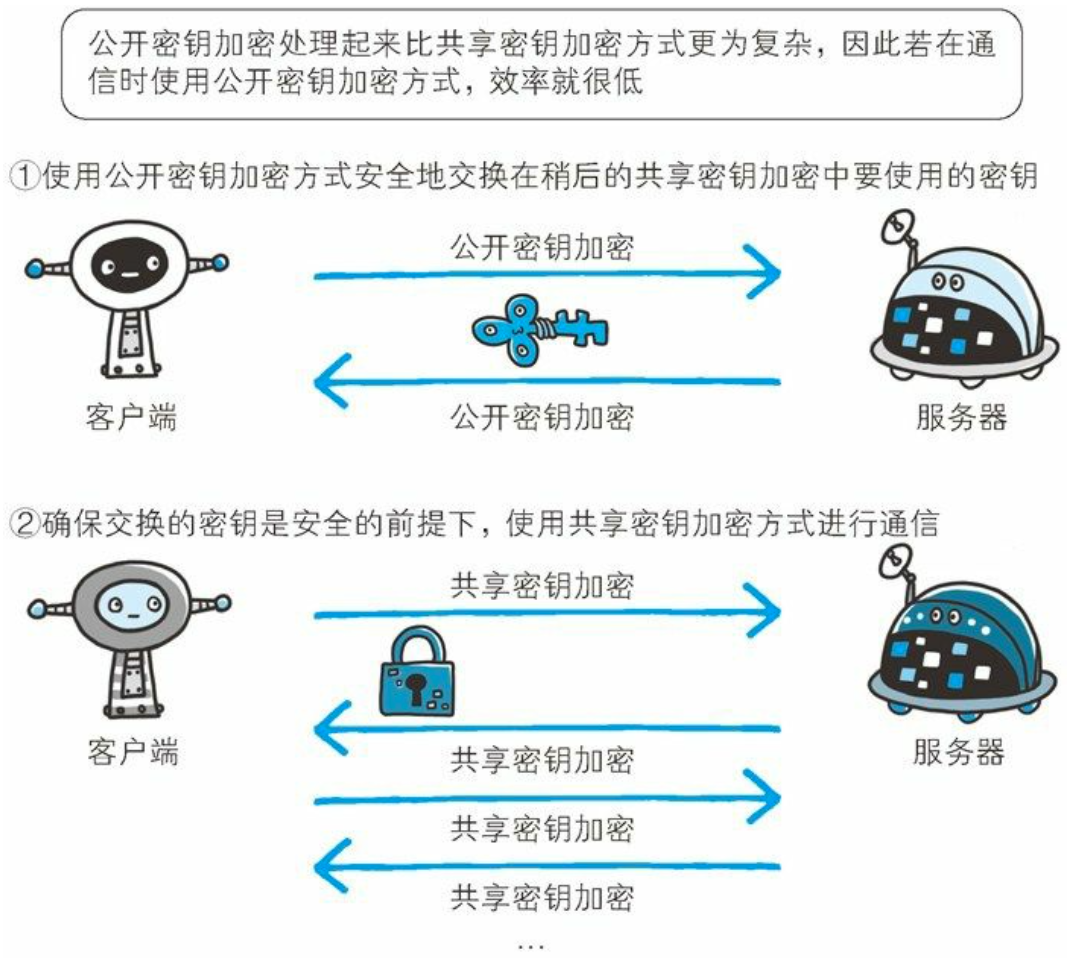 公开密钥加密处理起来比共享密钥加密方式更为复杂，因此若在通
信时使用公开密钥加密方式，效率就很低
①使用公开密钥加密方式安全地交换在稍后的共享密钥加密中要使用的密钥
公开密钥加密
公开密钥加密
客户端
服务器
②确保交换的密钥是安全的前提下，使用共享密钥加密方式进行通信
共享密钥加密
客户端
服务器
共享密钥加密
共享密钥加密
共享密钥加密
…